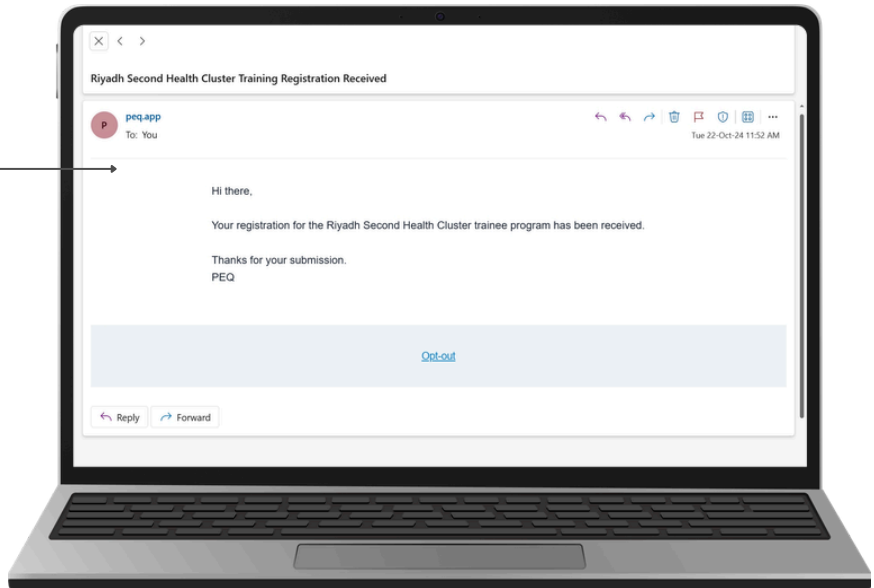 Riyadh Second Health Cluster Training Registration Received
P
peq.app
To: You
Tue 22-Oct-24 11:52 AM
Hi there,
Your registration for the Riyadh Second Health Cluster trainee program has been received.
Thanks for your submission.
PEQ
Opt-out
Reply
Forward